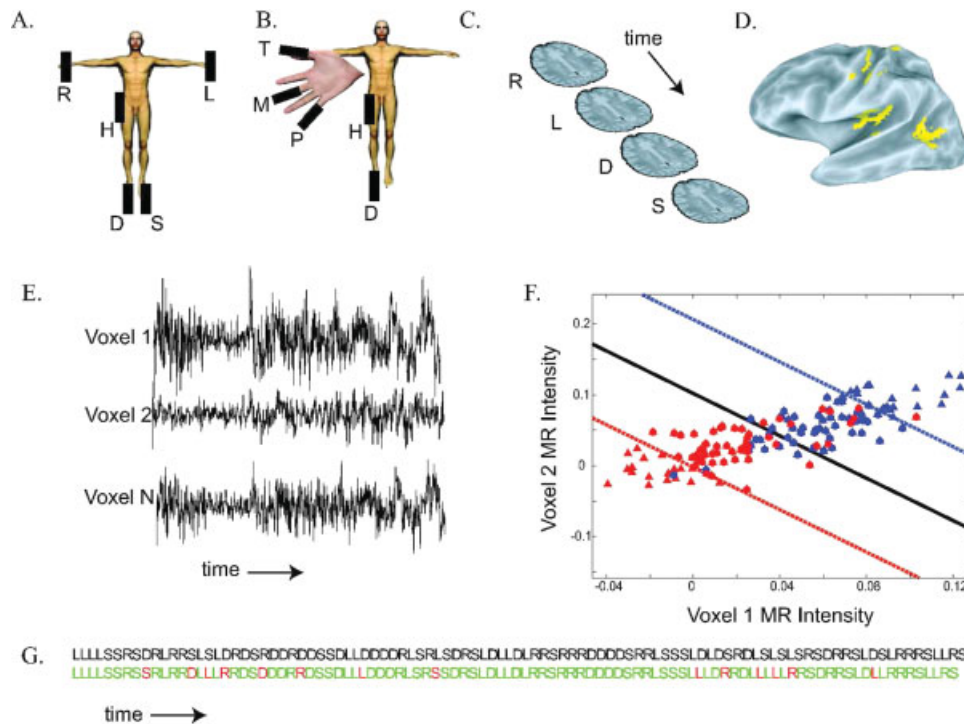 A.
B.
C.
D.
R
L
H
D
S
T
M
P
H
D
time
R
L
D
S
E.
Voxel 1
Voxel 2
Voxel N
time
F.
Voxel 2 MR Intensity
0.2
0.1
0
-0.1
-0.04
0
0.04
0.08
0.12
Voxel 1 MR Intensity
G.
time